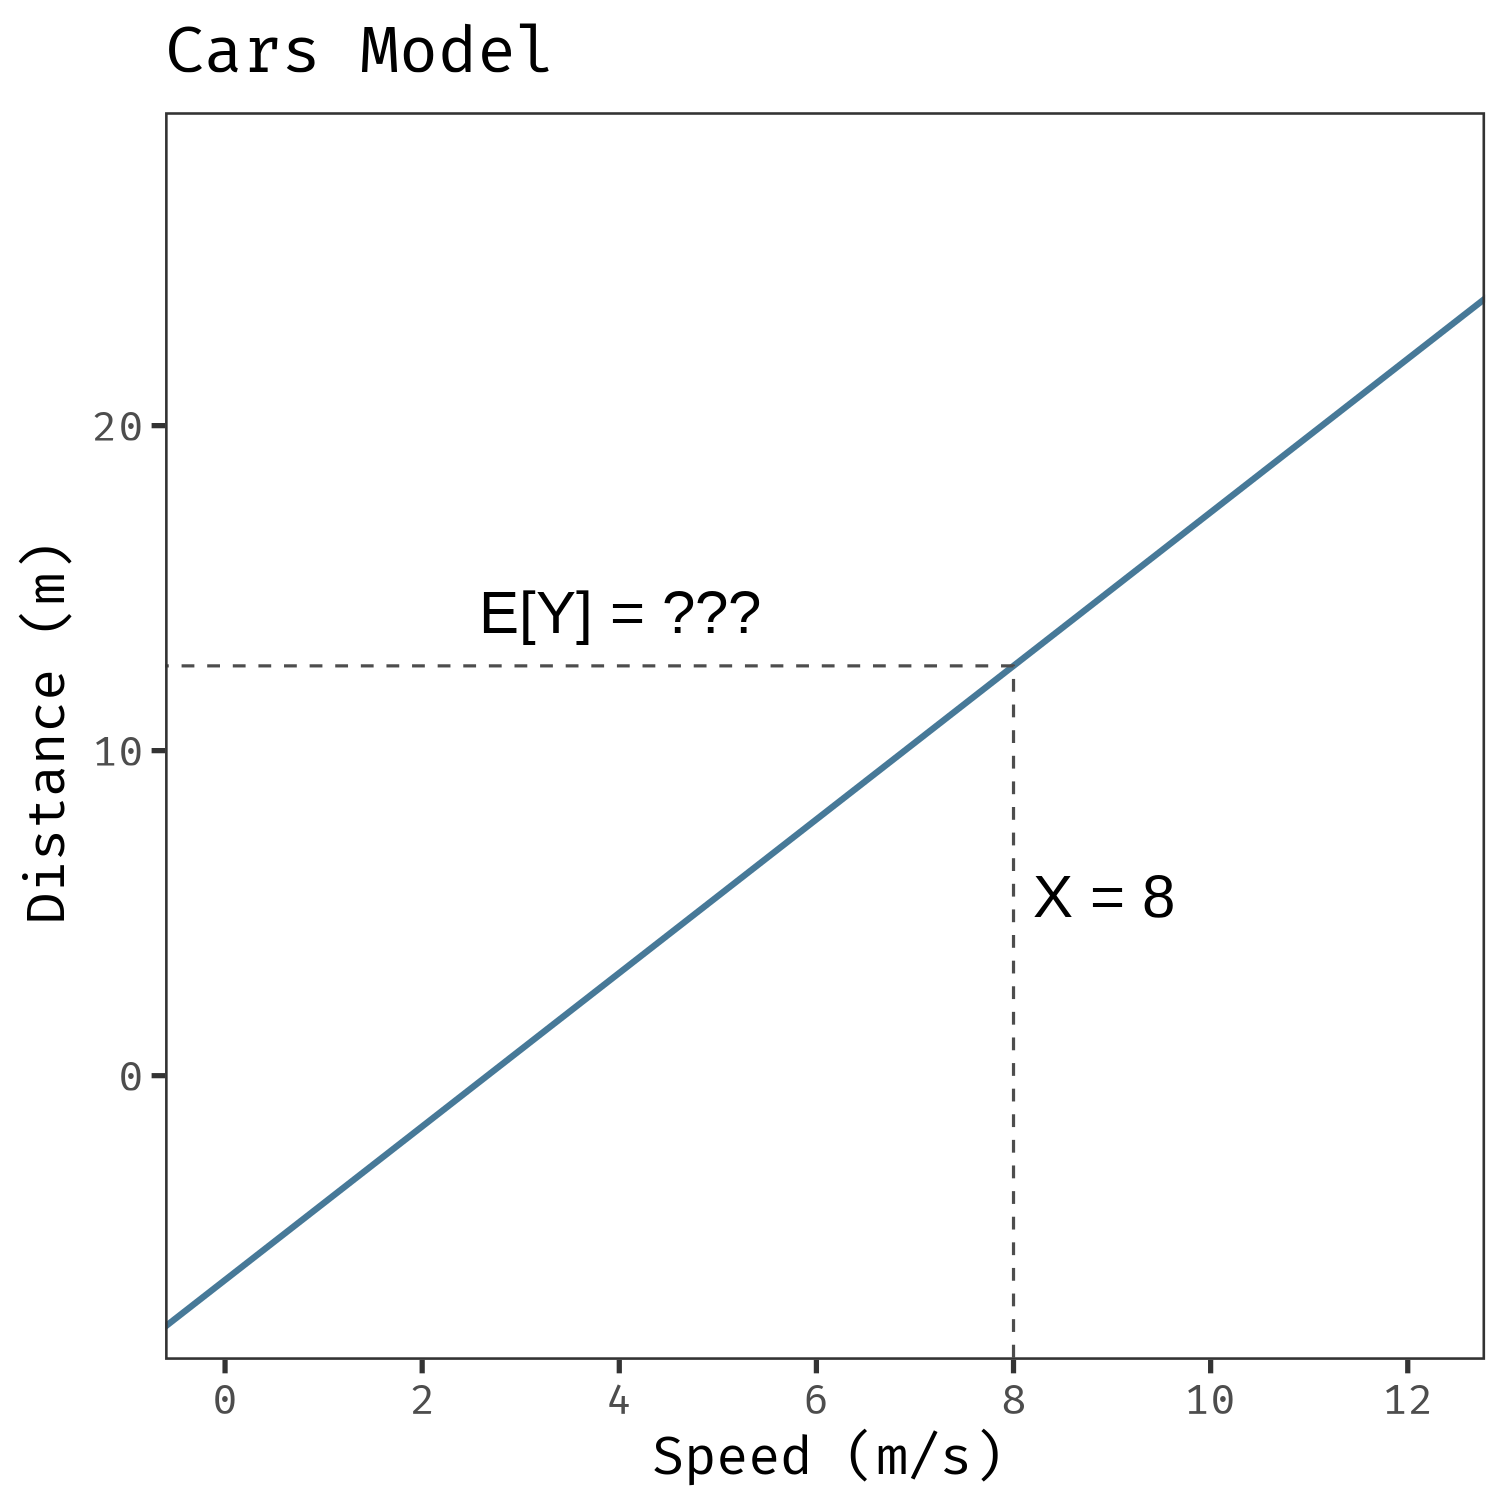 Cars Model
Distance (m)
20
10
0
E[Y] = ???
X = 8
0 2 4 6 8 10 12
Speed (m/s)